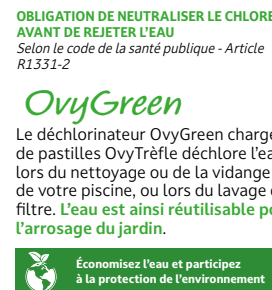 OBLIGATION DE NEUTRALISER LE CHLORE
AVANT DE REJETER L'EAU
Selon le code de la santé publique - Article
R1331-2
OvyGreen
Le déchlorinateur OvyGreen charg
de pastilles OvyTrèfle déchlore l'e
lors du nettoyage ou de la vidange
de votre piscine, ou lors du lavage
filtre. L'eau est ainsi réutilisable p
l'arrosage du jardin.
Économisez l'eau et participez
à la protection de l'environnement